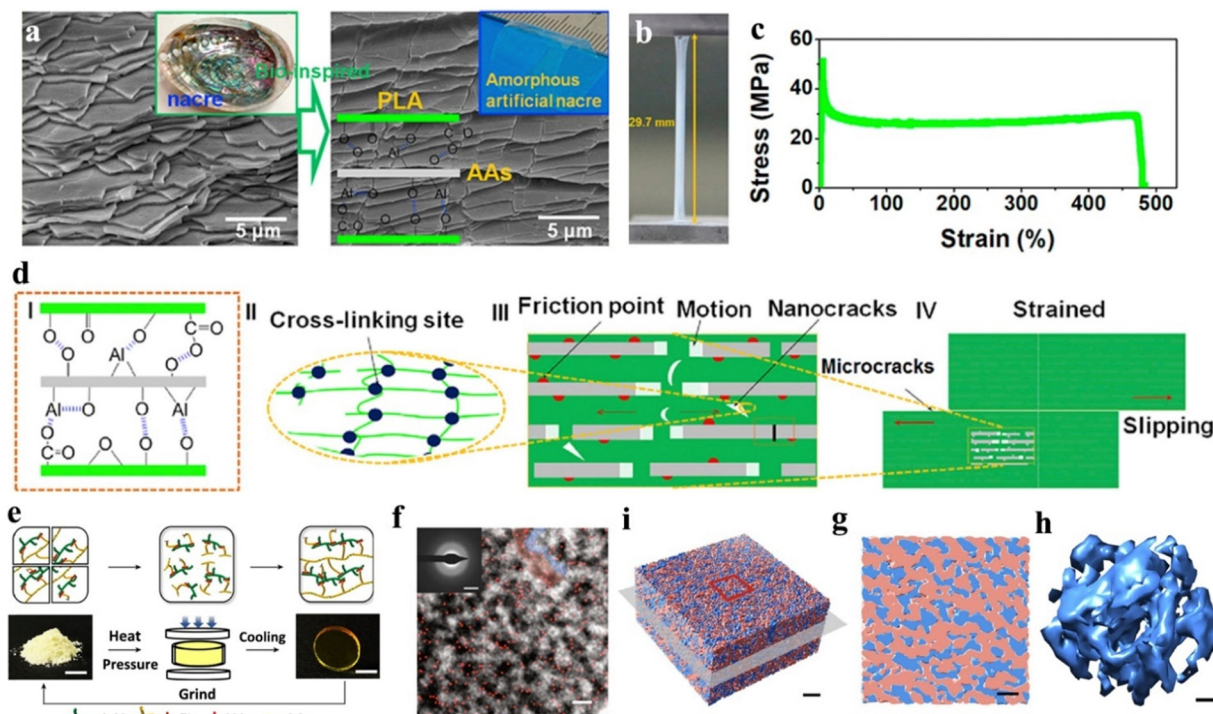 a
nacre
Bio-inspired
5 µm
PLA
Amorphous
artificial nacre
O O O C O
Al
AAs
Al O Al
O
C O O O O
5 µm
b
29.7 mm
c
Stress (MPa)
60
40
20
0
0 100 200 300 400 500
Strain (%)
d
I
O O O C=O
O Al O O
Al O O Al
O O O
C=O O O
II
Cross-linking site
III
Friction point
Motion
Nanocracks
IV
Strained
Microcracks
Slipping
e
Heat
Pressure
Cooling
Grind
f
i
g
h